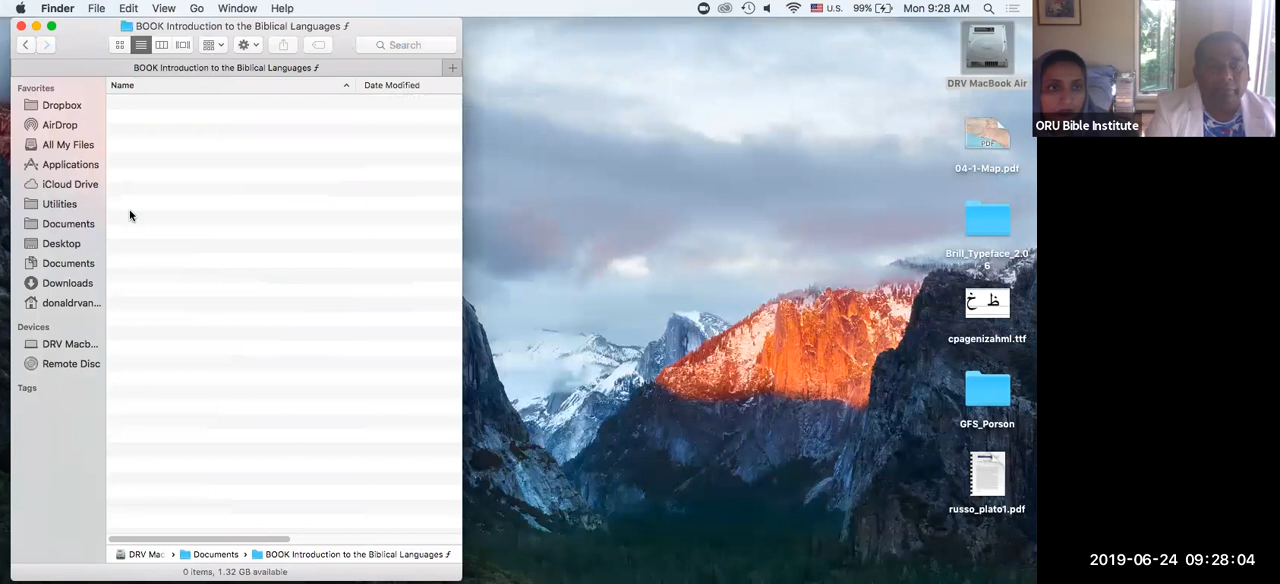 Finder File Edit View Go Window Help U.S. 99% Mon 9:28 AM
BOOK Introduction to the Biblical Languages ƒ
Search
BOOK Introduction to the Biblical Languages ƒ
Name Date Modified
Favorites
Dropbox
AirDrop
All My Files
Applications
iCloud Drive
Utilities
Documents
Desktop
Documents
Downloads
donaldrvan...
Devices
DRV Macb...
Remote Disc
Tags
DRV Mac › Documents › BOOK Introduction to the Biblical Languages ƒ
0 items, 1.32 GB available
DRV MacBook Air
PDF
04-1-Map.pdf
Brill_Typeface_2.0
6
خ ظ
cpagenizahml.ttf
GFS_Porson
russo_plato1.pdf
ORU Bible Institute
2019-06-24 09:28:04